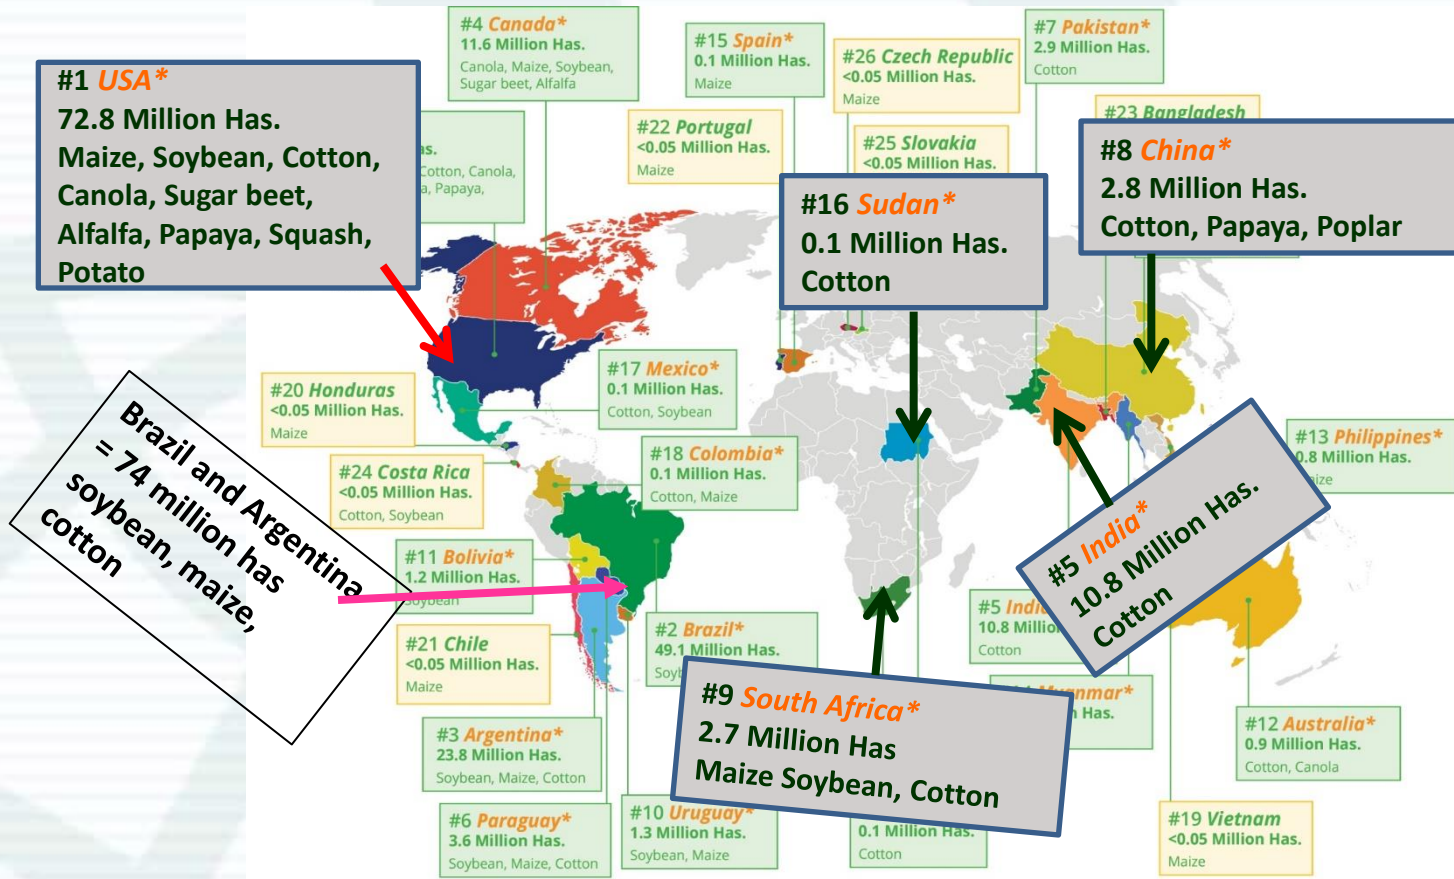 #4 Canada*
11.6 Million Has.
Canola, Maize, Soybean,
Sugar beet, Alfalfa
#15 Spain*
0.1 Million Has.
Maize
#26 Czech Republic
<0.05 Million Has.
Maize
#7 Pakistan*
2.9 Million Has.
Cotton
#1 USA*
72.8 Million Has.
Maize, Soybean, Cotton,
Canola, Sugar beet,
Alfalfa, Papaya, Squash,
Potato
Cotton, Canola,
Papaya,
#22 Portugal
<0.05 Million Has.
Maize
#25 Slovakia
<0.05 Million Has.
#23 Bangladesh
#8 China*
2.8 Million Has.
Cotton, Papaya, Poplar
#16 Sudan*
0.1 Million Has.
Cotton
#20 Honduras
<0.05 Million Has.
Maize
#17 Mexico*
0.1 Million Has.
Cotton, Soybean
#18 Colombia*
0.1 Million Has.
Cotton, Maize
#24 Costa Rica
<0.05 Million Has.
Cotton, Soybean
#13 Philippines*
0.8 Million Has.
Brazil and Argentina
= 74 million has
soybean, maize,
cotton
#11 Bolivia*
1.2 Million Has.
Soybean
#21 Chile
<0.05 Million Has.
Maize
#2 Brazil*
49.1 Million Has.
#5 India*
10.8 Million Has.
Cotton
#5
10.8
Cotton
Has.
#9 South Africa*
2.7 Million Has
Maize Soybean, Cotton
#3 Argentina*
23.8 Million Has.
Soybean, Maize, Cotton
#12 Australia*
0.9 Million Has.
Cotton, Canola
#6 Paraguay*
3.6 Million Has.
Soybean, Maize, Cotton
#10 Uruguay*
1.3 Million Has.
Soybean, Maize
0.1 Million Has.
Cotton
#19 Vietnam
<0.05 Million Has.
Maize